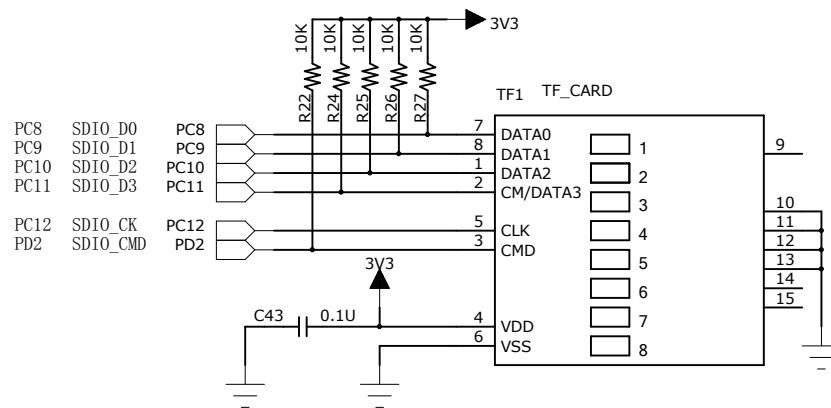 10K 10K 10K 10K 10K 3V3
R22 R24 R25 R26 R27
TF1 TF_CARD
PC8 SDIO_D0 PC8 7 DATA0 1 9
PC9 SDIO_D1 PC9 8 DATA1
PC10 SDIO_D2 PC10 1 DATA2 2
PC11 SDIO_D3 PC11 2 CM/DATA3 3 10
PC12 SDIO_CK PC12 5 CLK 4 11
PD2 SDIO_CMD PD2 3 CMD 12
3V3 5 13
6 14
C43 0.1U 4 VDD 7 15
6 VSS 8